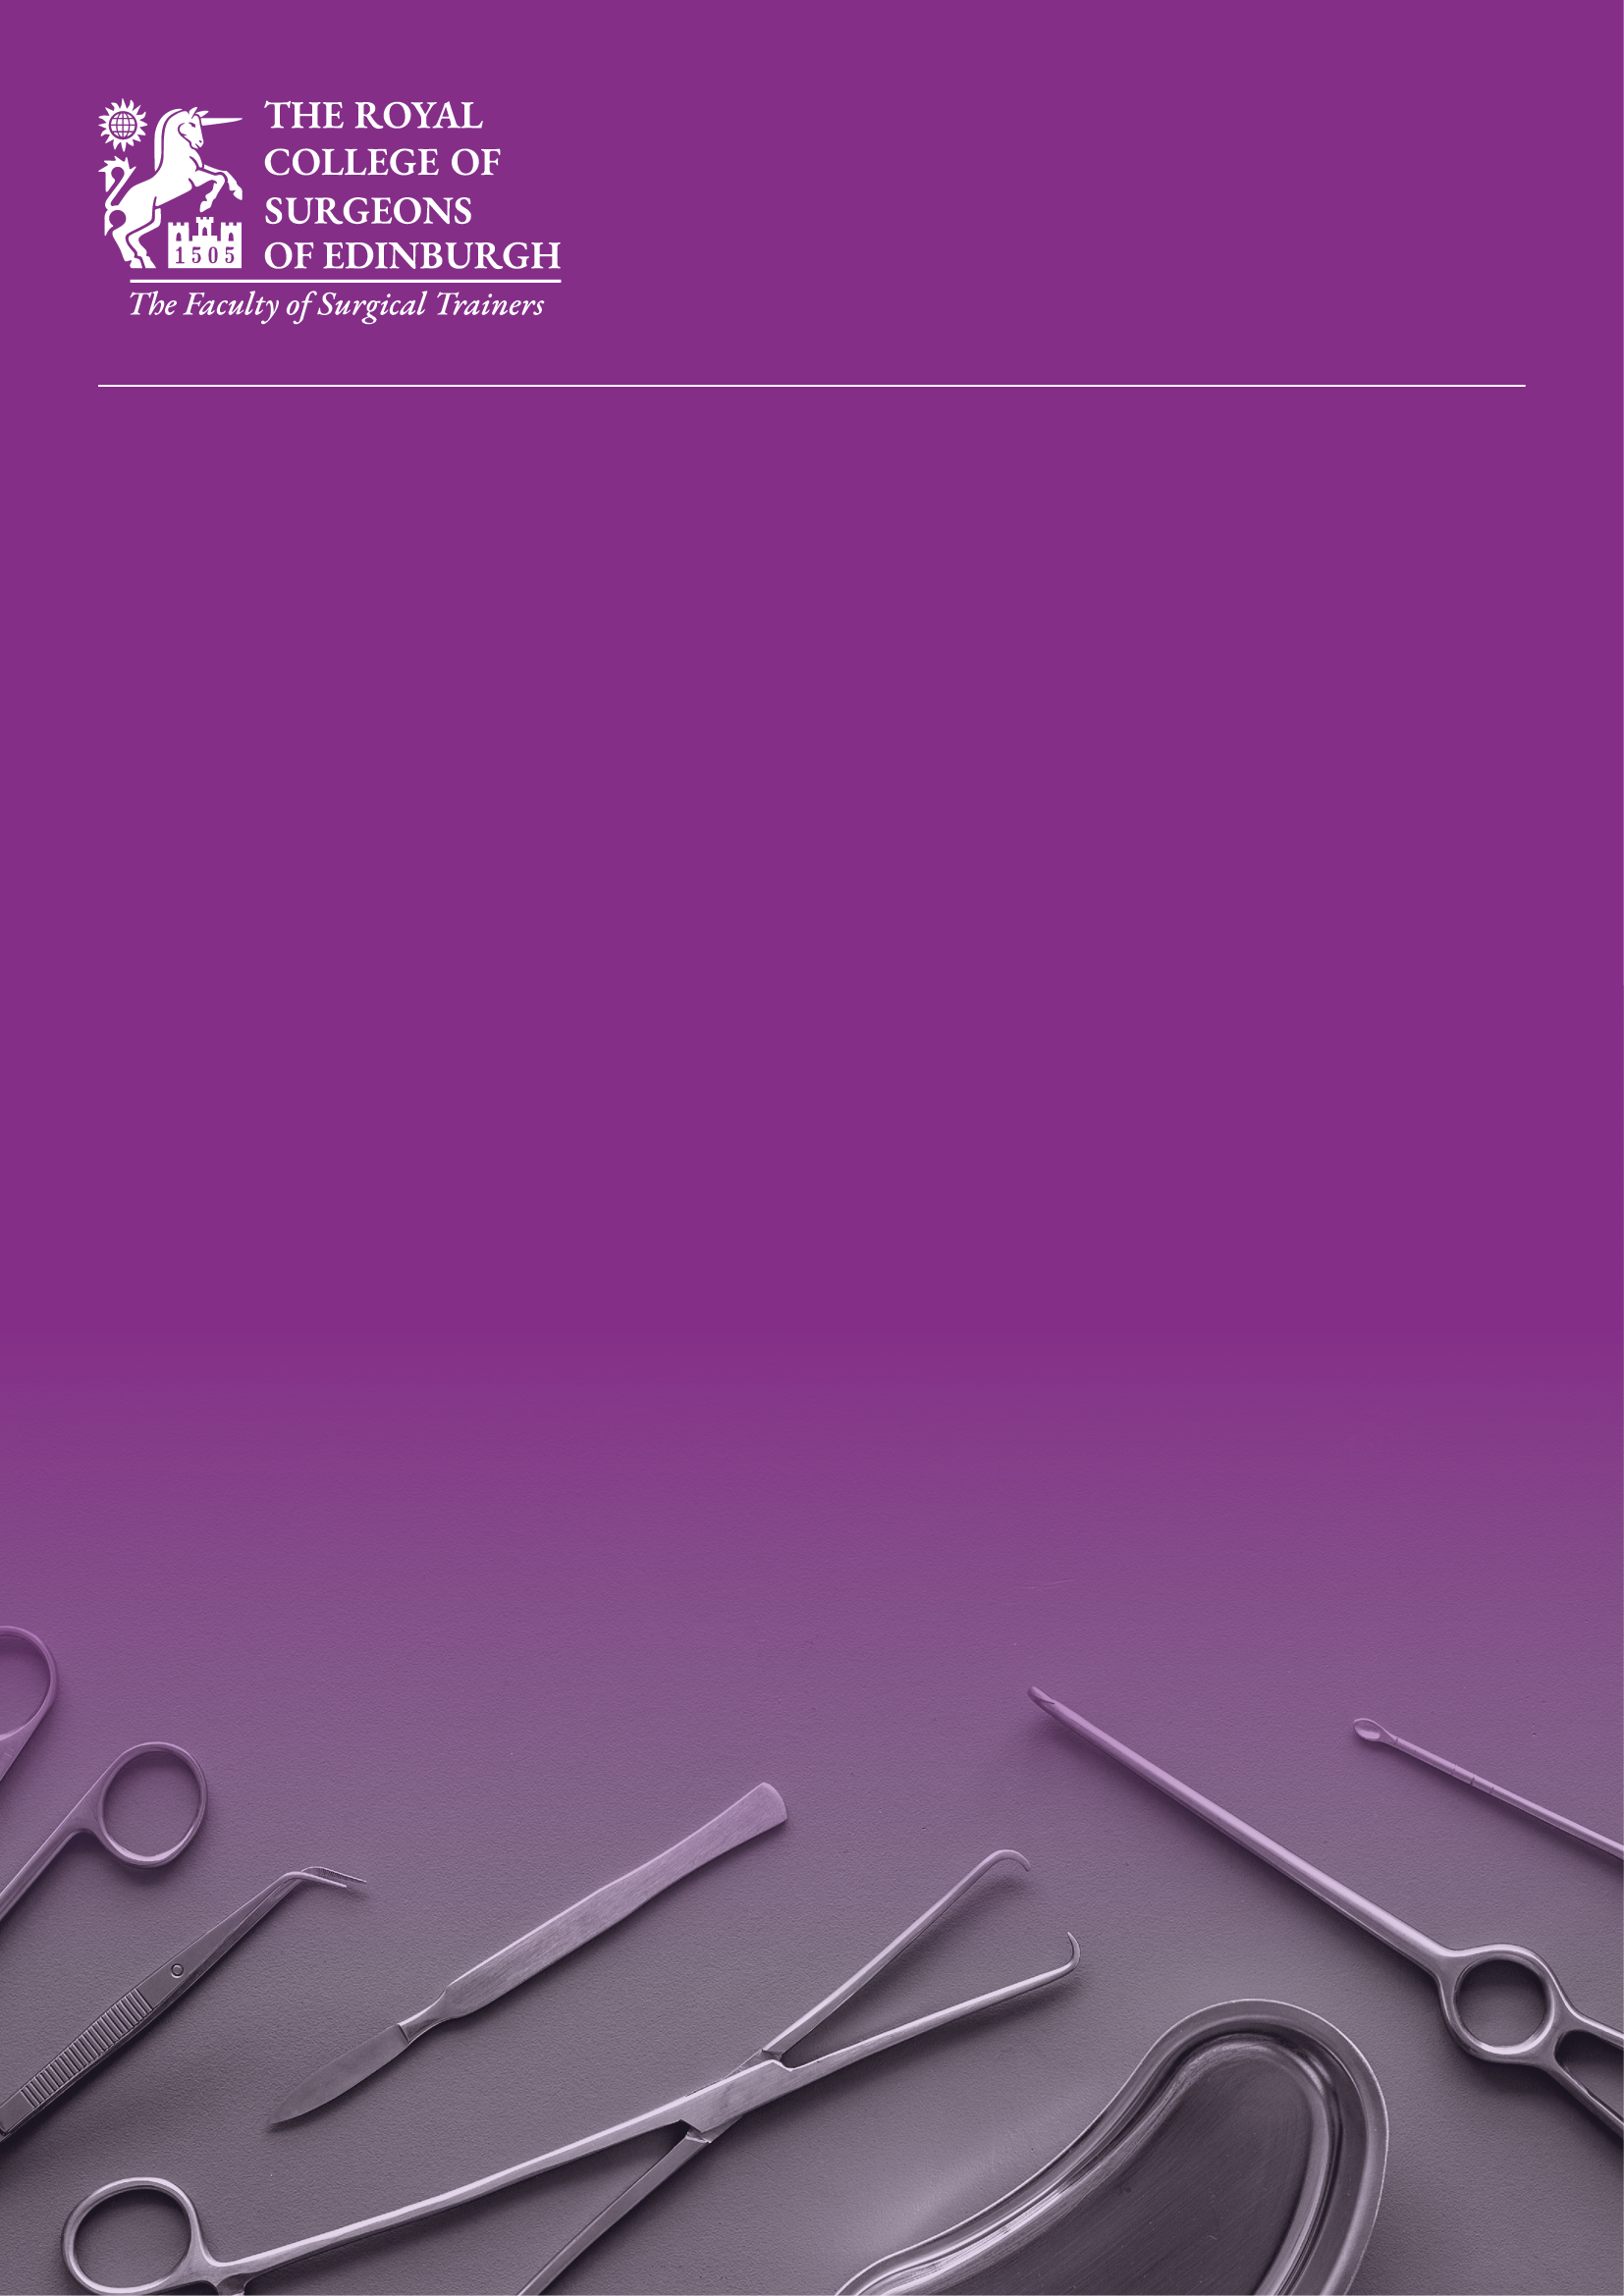 THE ROYAL
COLLEGE OF
SURGEONS
OF EDINBURGH
1505
The Faculty of Surgical Trainers